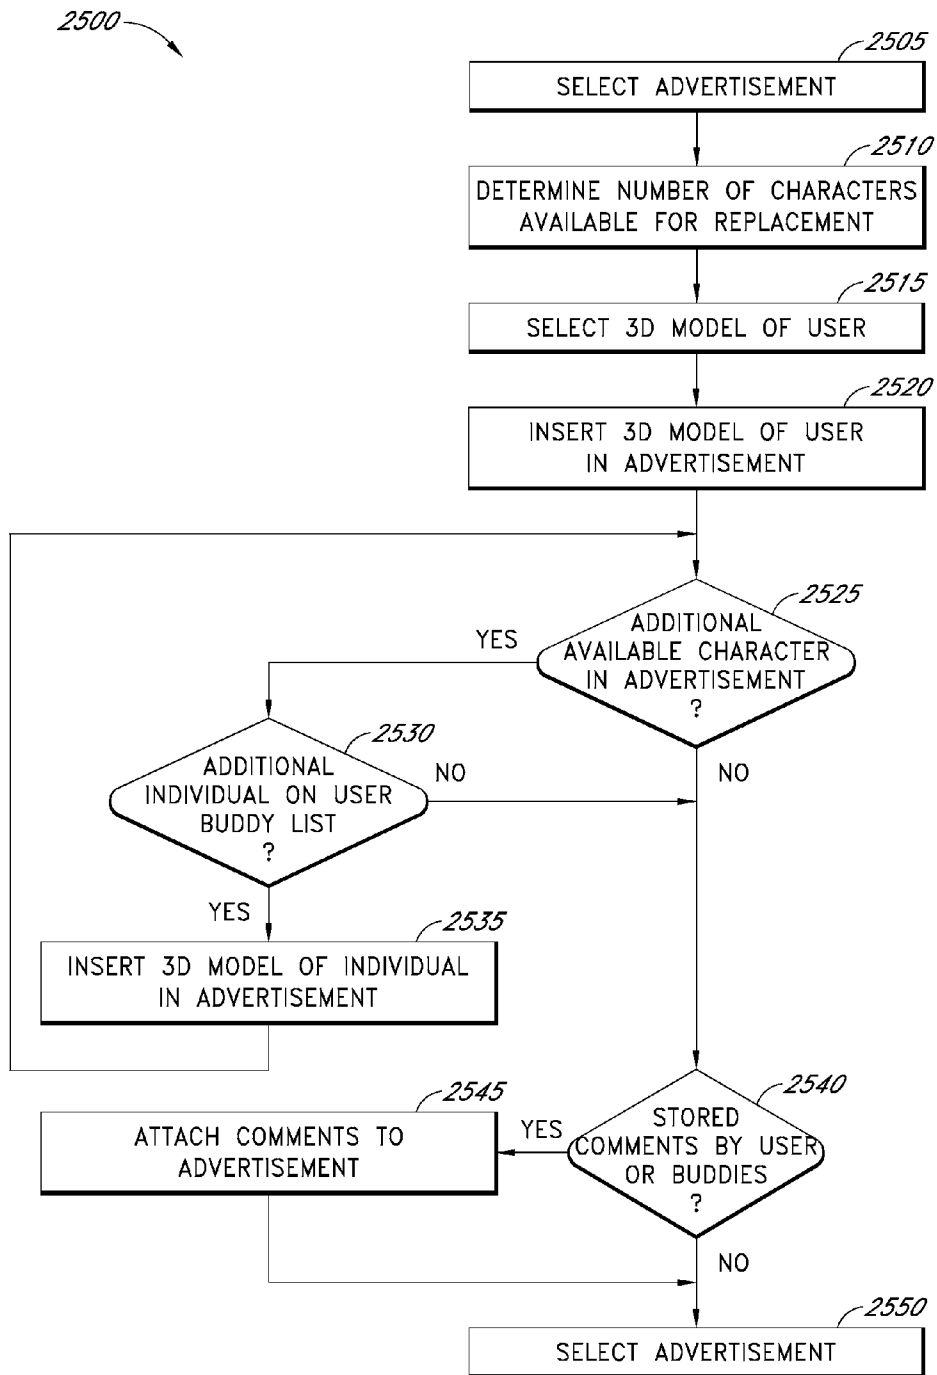 2500
2505
SELECT ADVERTISEMENT
2510
DETERMINE NUMBER OF CHARACTERS
AVAILABLE FOR REPLACEMENT
2515
SELECT 3D MODEL OF USER
2520
INSERT 3D MODEL OF USER
IN ADVERTISEMENT
2525
ADDITIONAL
AVAILABLE CHARACTER
IN ADVERTISEMENT
?
YES
NO
2530
ADDITIONAL
INDIVIDUAL ON USER
BUDDY LIST
?
NO
YES
2535
INSERT 3D MODEL OF INDIVIDUAL
IN ADVERTISEMENT
2540
STORED
COMMENTS BY USER
OR BUDDIES
?
YES
NO
2545
ATTACH COMMENTS TO
ADVERTISEMENT
2550
SELECT ADVERTISEMENT